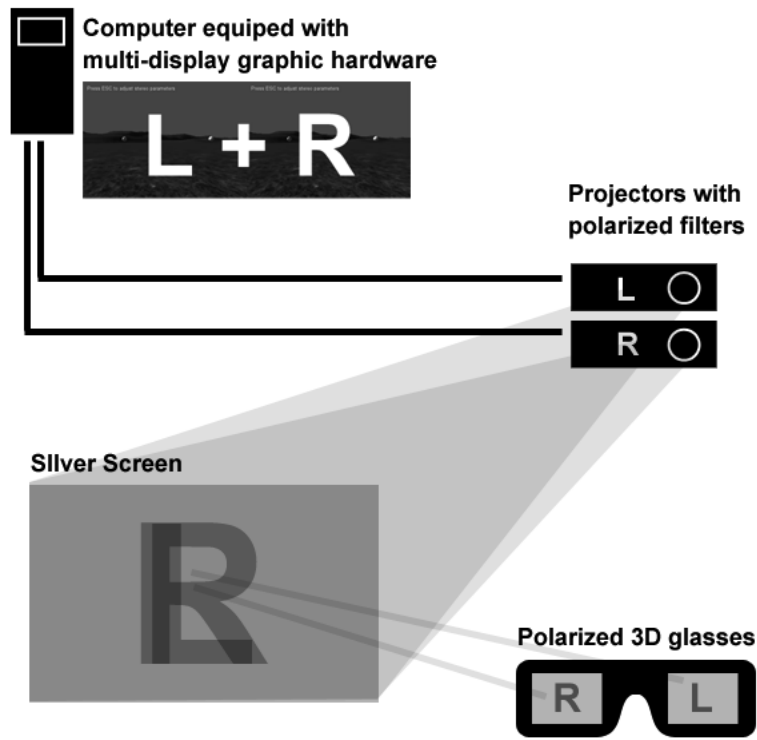 Computer equiped with
multi-display graphic hardware
Press ESC to adjust stereo parameters Press ESC to adjust stereo parameters
L + R
Projectors with
polarized filters
L
R
SIlver Screen
L R
Polarized 3D glasses
R L